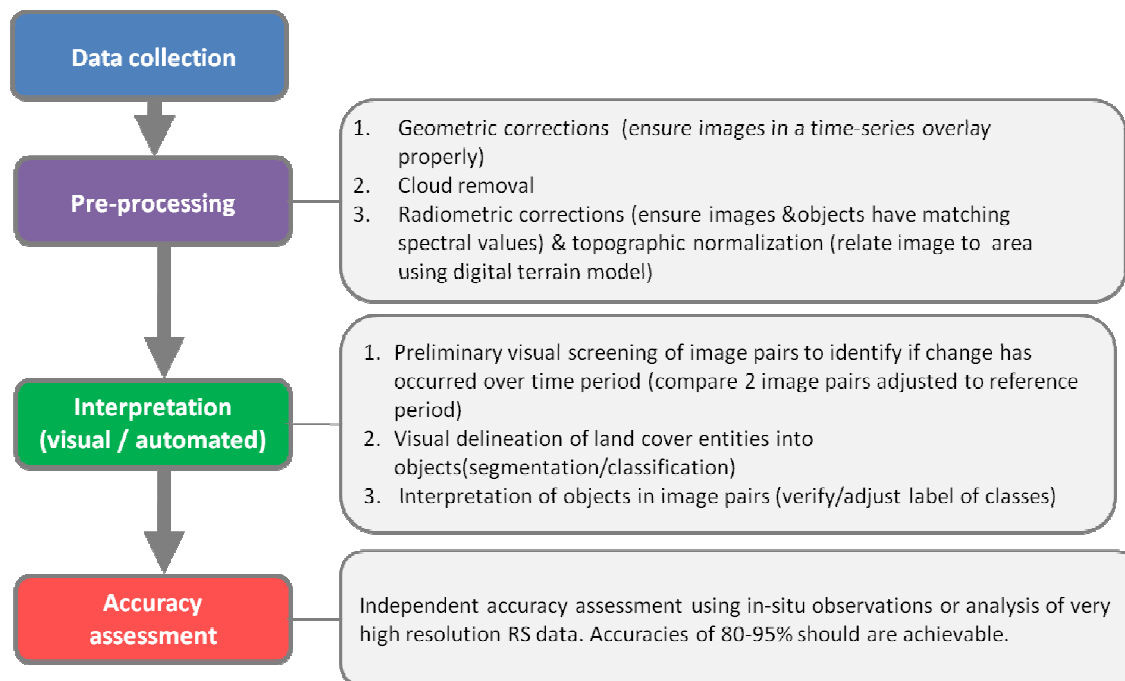 Data collection
Pre-processing
1. Geometric corrections (ensure images in a time-series overlay
properly)
2. Cloud removal
3. Radiometric corrections (ensure images &objects have matching
spectral values) & topographic normalization (relate image to area
using digital terrain model)
Interpretation
(visual / automated)
1. Preliminary visual screening of image pairs to identify if change has
occurred over time period (compare 2 image pairs adjusted to reference
period)
2. Visual delineation of land cover entities into
objects(segmentation/classification)
3. Interpretation of objects in image pairs (verify/adjust label of classes)
Accuracy
assessment
Independent accuracy assessment using in-situ observations or analysis of very
high resolution RS data. Accuracies of 80-95% should are achievable.